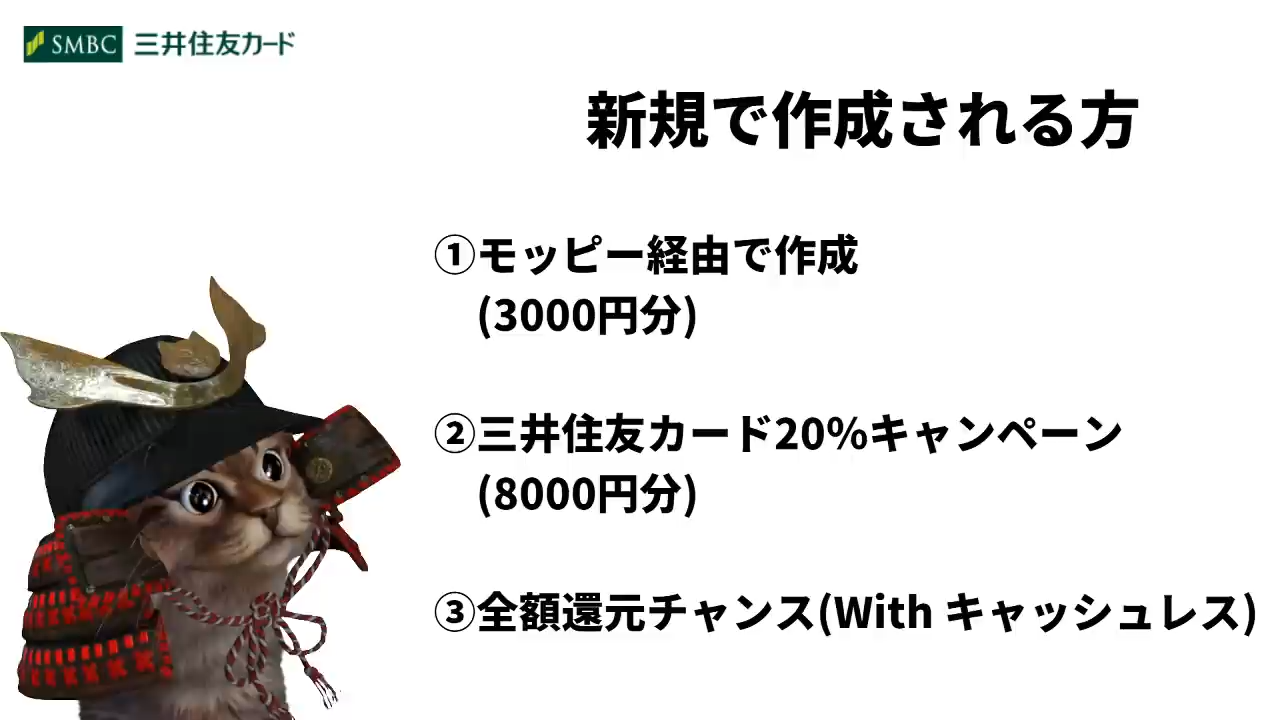 SMBC 三井住友カード
新規で作成される方
①モッピー経由で作成
(3000円分)
②三井住友カード20%キャンペーン
(8000円分)
③全額還元チャンス(With キャッシュレス)